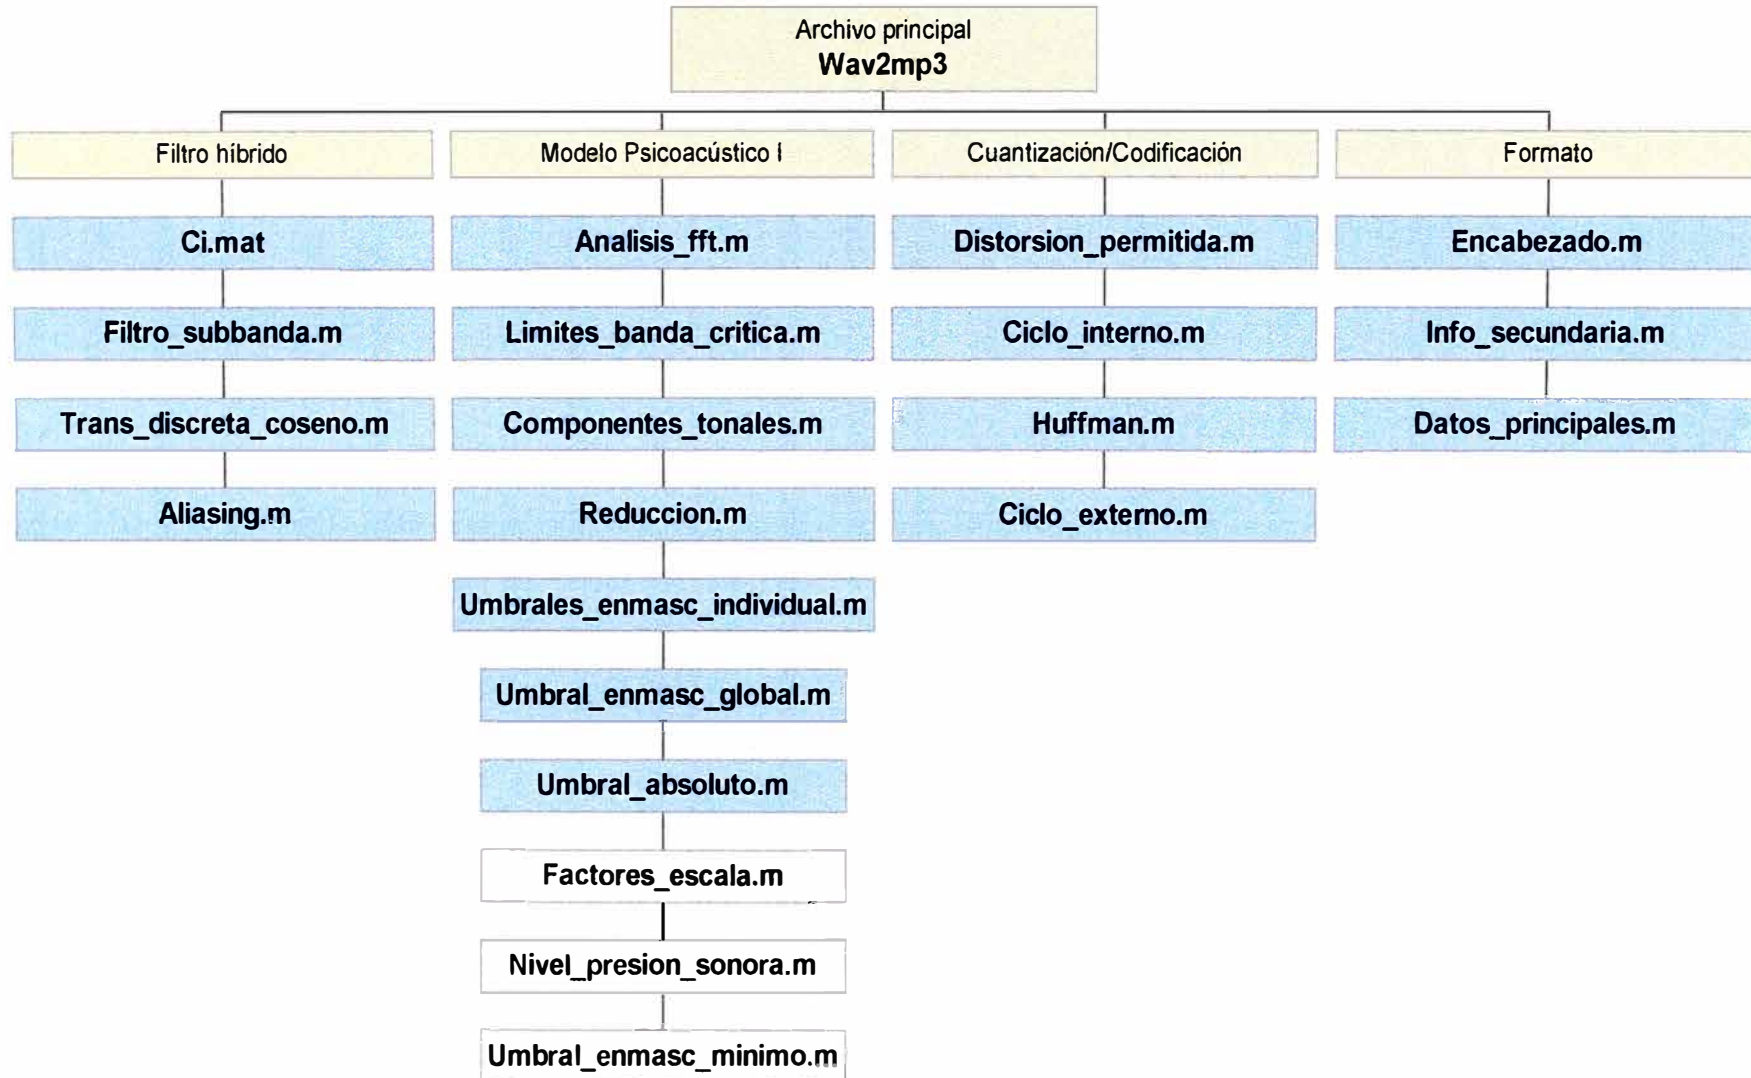 Archivo principal
Wav2mp3
Filtro híbrido
Modelo Psicoacústico I
Cuantización/Codificación
Formato
Ci.mat
Analisis_fft.m
Distorsion_permitida.m
Encabezado.m
Filtro_subbanda.m
Limites_banda_critica.m
Ciclo_interno.m
Info_secundaria.m
Trans_discreta_coseno.m
Componentes_tonales.m
Huffman.m
Datos_principales.m
Aliasing.m
Reduccion.m
Ciclo_externo.m
Umbrales_enmasc_individual.m
Umbral_enmasc_global.m
Umbral_absoluto.m
Factores_escala.m
Nivel_presion_sonora.m
Umbral_enmasc_minimo.m